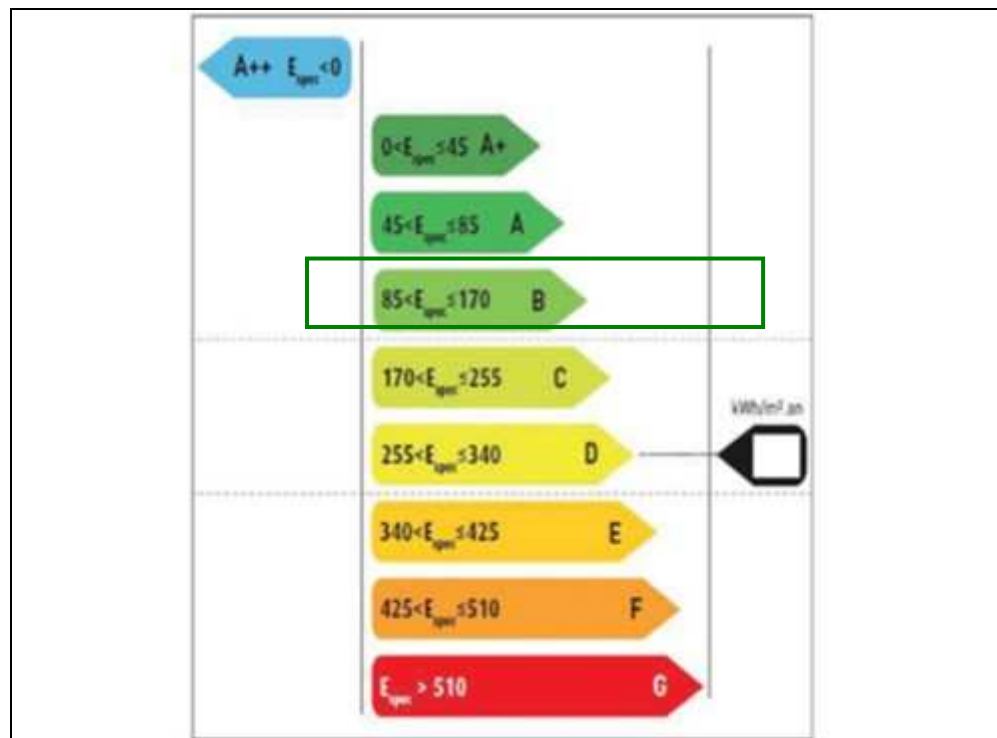 A++ Espec<0
0<Espec≤45 A+
45<Espec≤85 A
85<Espec≤170 B
170<Espec≤255 C
kWh/m².an
255<Espec≤340 D
340<Espec≤425 E
425<Espec≤510 F
Espec > 510 G